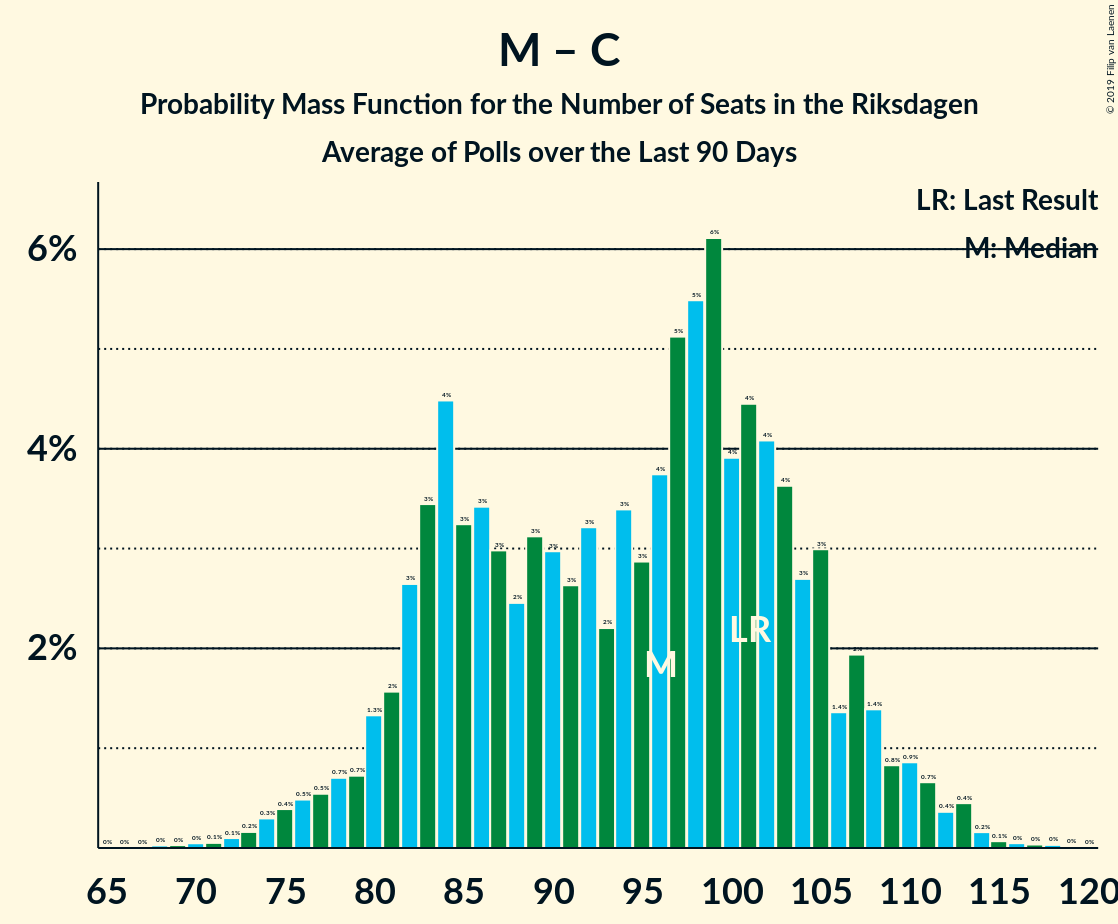 M – C
Probability Mass Function for the Number of Seats in the Riksdagen
Average of Polls over the Last 90 Days
© 2019 Filip van Laenen
LR: Last Result
M: Median
6%
4%
2%
0% 0% 0% 0% 0% 0% 0.1% 0.1% 0.2% 0.3% 0.4% 0.5% 0.5% 0.7% 0.7% 1.3% 2% 3% 3% 4% 3% 3% 3% 2% 3% 3% 3% 3% 2% 3% 3% 4% 5% 5% 6% 4% 4% 4% 4% 3% 3% 1.4% 2% 1.4% 0.8% 0.9% 0.7% 0.4% 0.4% 0.2% 0.1% 0% 0% 0% 0% 0%
LR
M
65 70 75 80 85 90 95 100 105 110 115 120